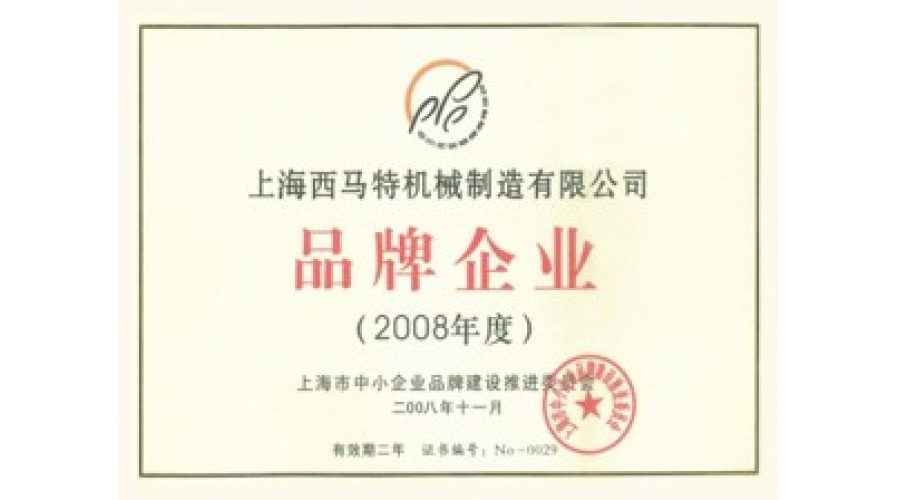 上海西马特机械制造有限公司
品牌企业
(2008年度)
上海市中小企业品牌建设推进委员会
二00八年十一月
有效期二年 证书编号: No-0029